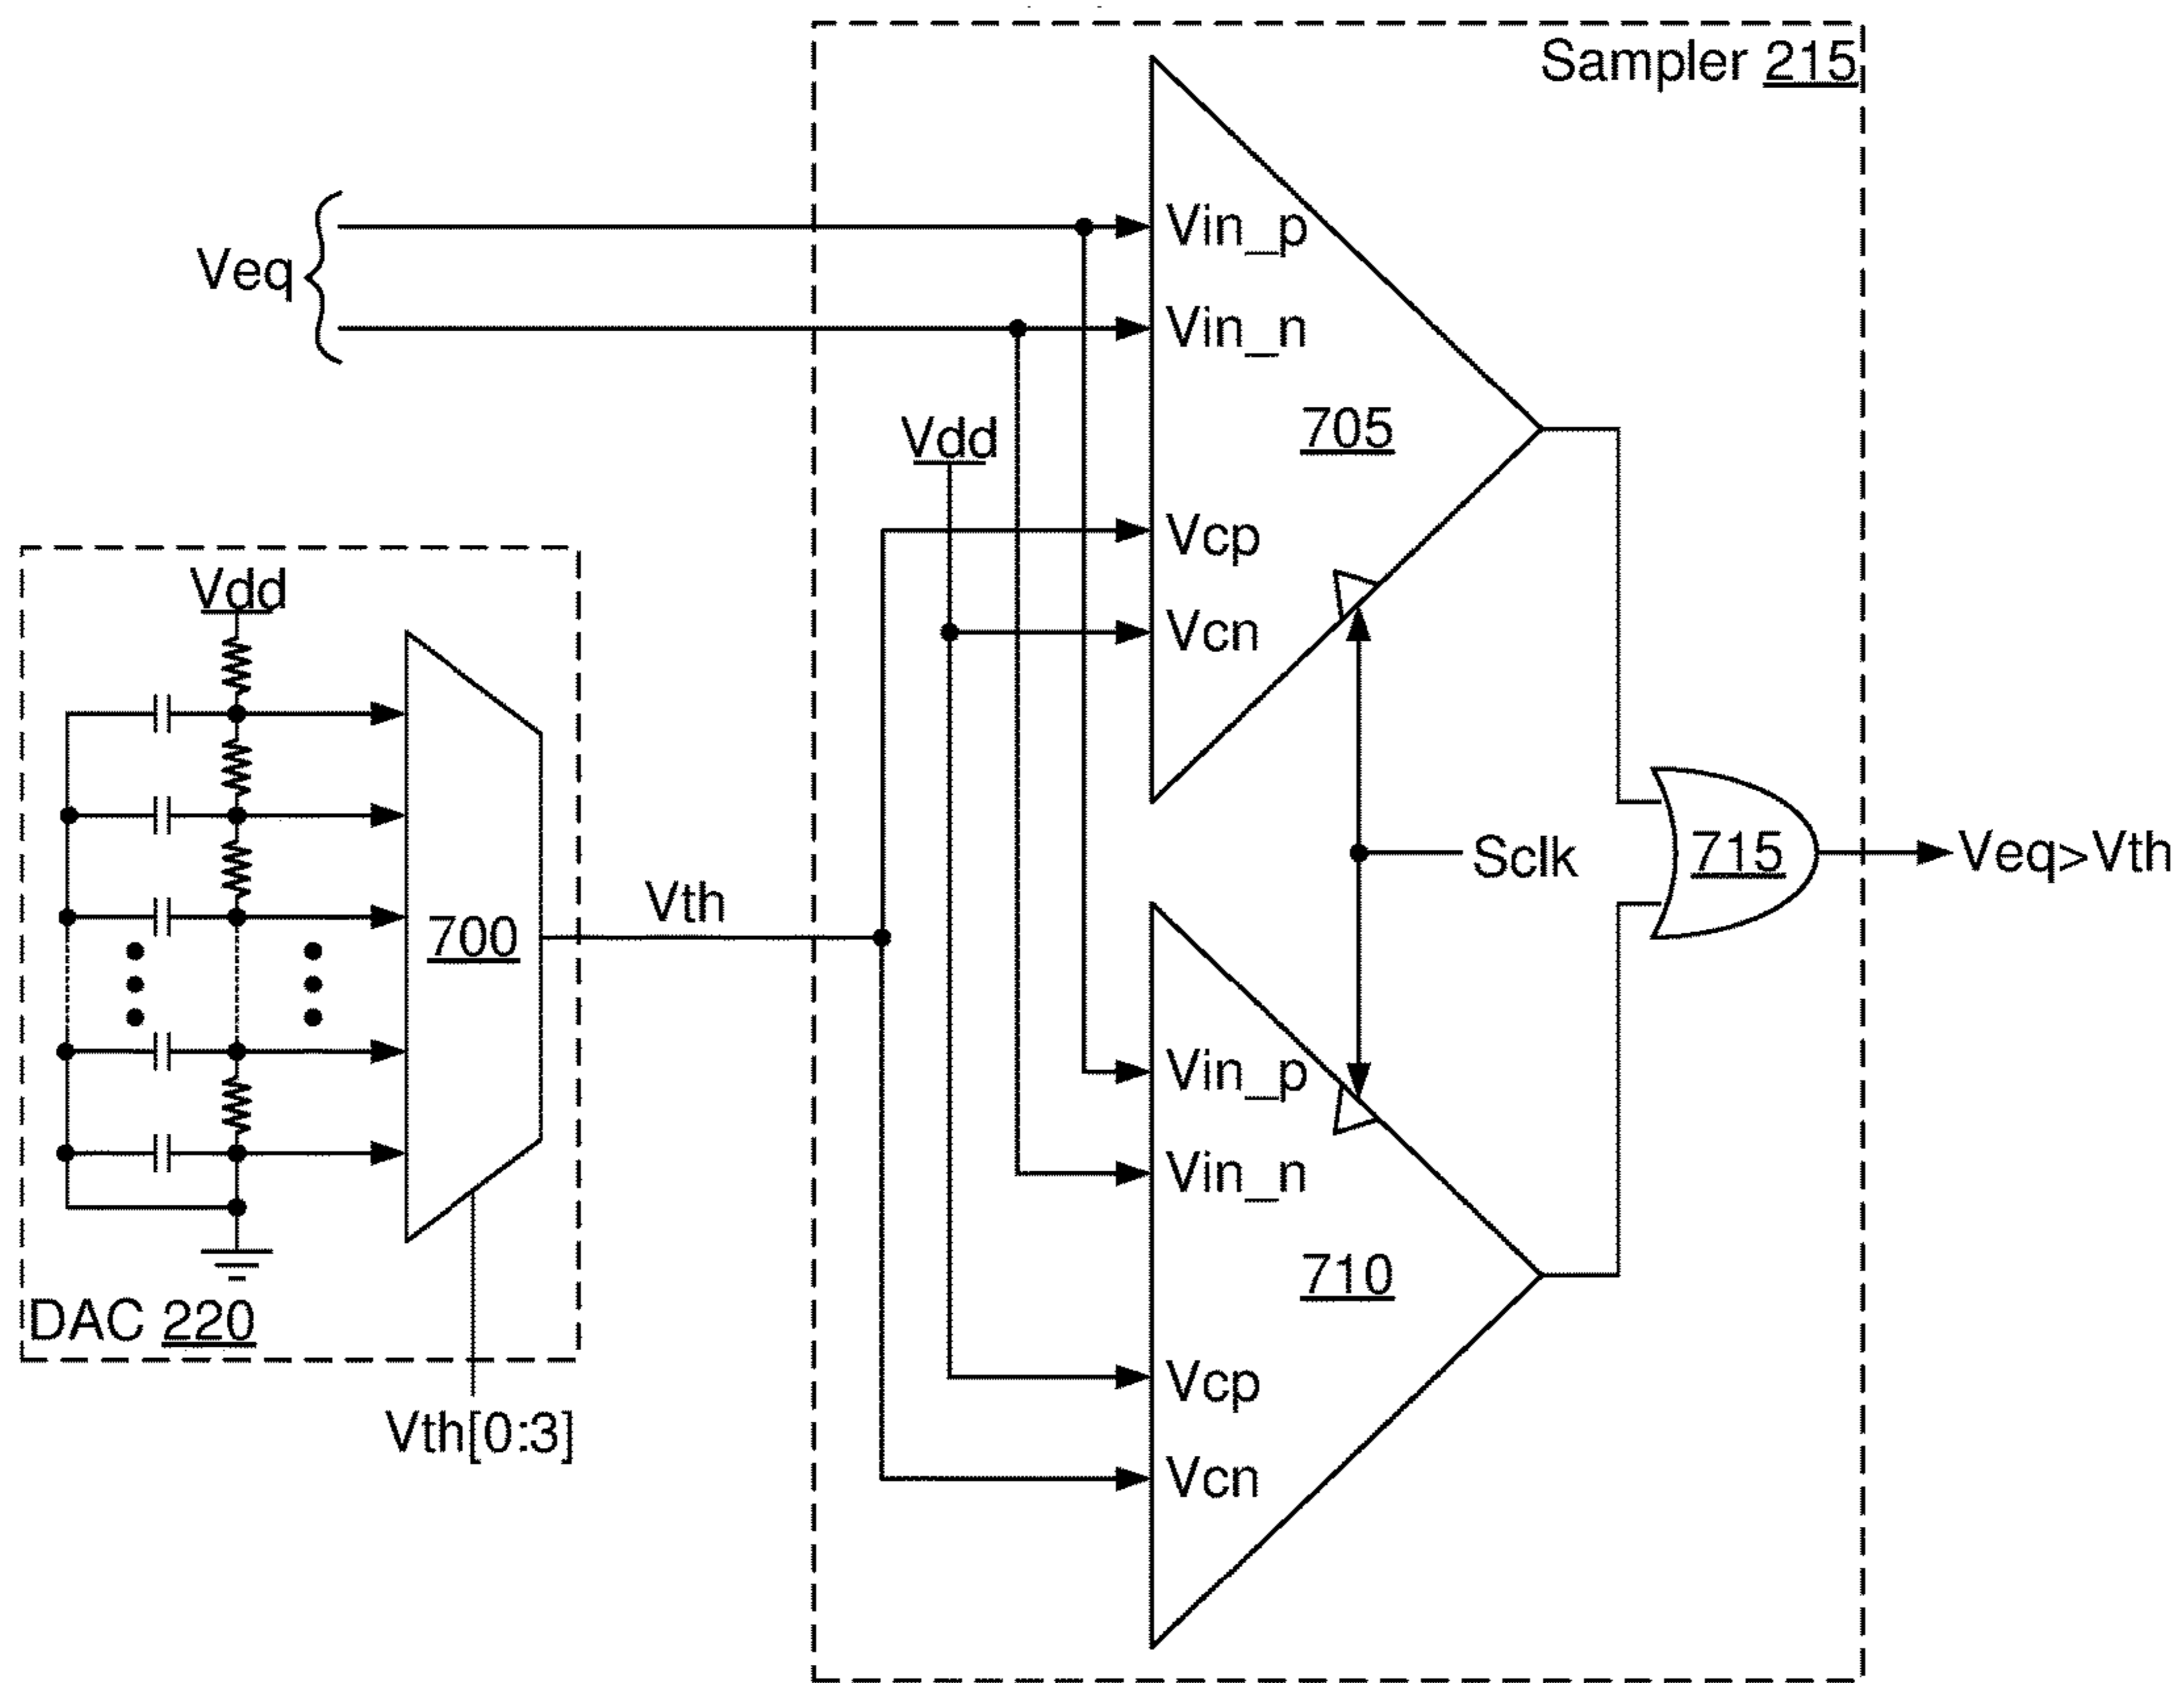 Sampler 215
Vin_p
Veq
Vin_n
705
Vdd
Vcp
Vcn
Vdd
700
Vth
Sclk
715
Veq>Vth
Vin_p
Vin_n
710
DAC 220
Vcp
Vth[0:3]
Vcn